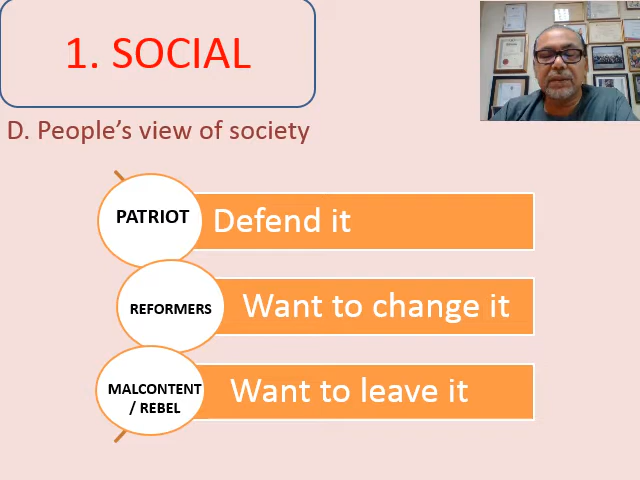 1. SOCIAL
D. People's view of society
PATRIOT
Defend it
REFORMERS
Want to change it
MALCONTENT
/ REBEL
Want to leave it